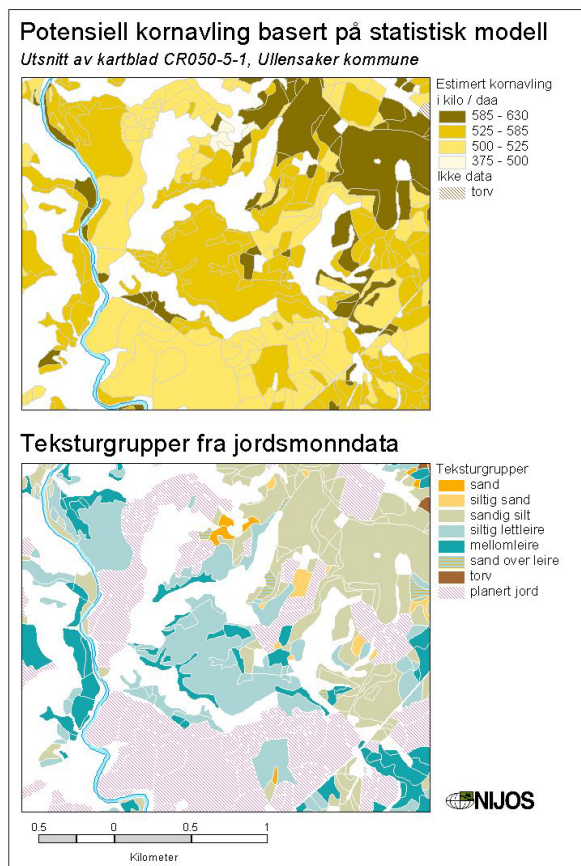 Potensiell kornavling basert på statistisk modell
Utsnitt av kartblad CR050-5-1, Ullensaker kommune
Estimert kornavling
i kilo / daa
585 - 630
525 - 585
500 - 525
375 - 500
Ikke data
torv
Teksturgrupper fra jordsmonndata
Teksturgrupper
sand
siltig sand
sandig silt
siltig lettleire
mellomleire
sand over leire
torv
planert jord
NIJOS
0.5 0 0.5 1
Kilometer